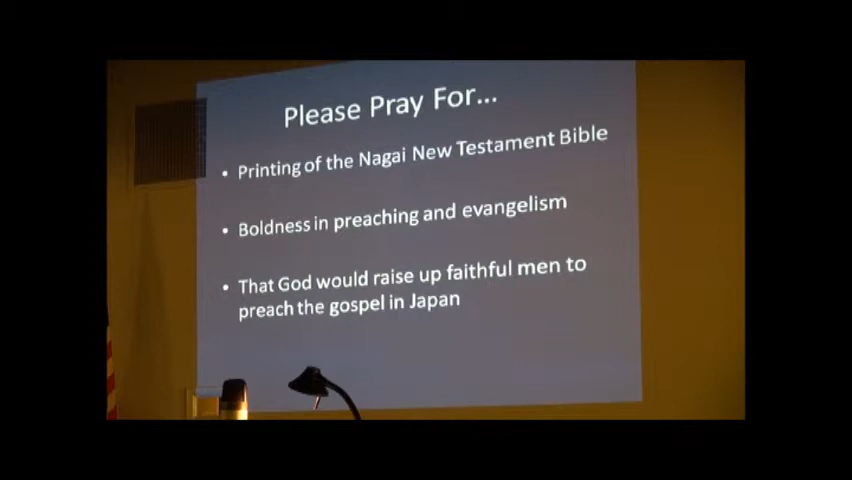 Please Pray For...
• Printing of the Nagai New Testament Bible
• Boldness in preaching and evangelism
• That God would raise up faithful men to
preach the gospel in Japan